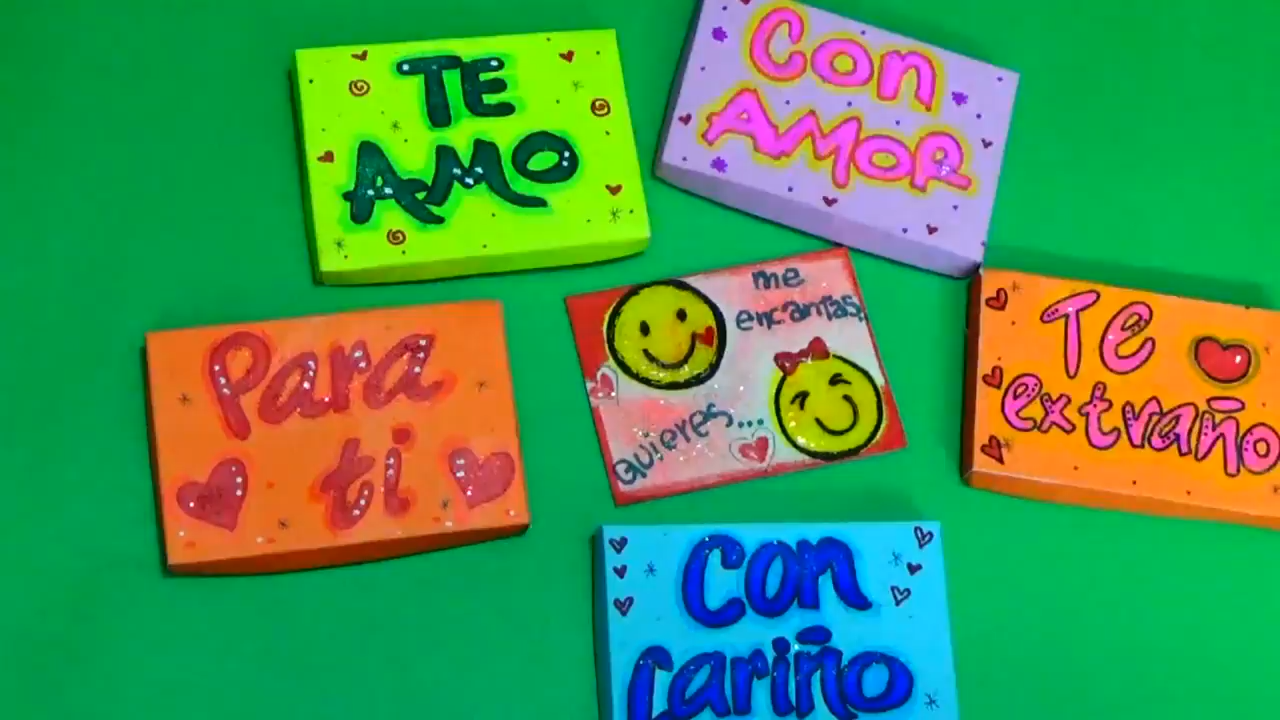 TE
AMO
Con
AMOR
Para
ti
me
encantas
Quieres...
Te
extraño
Con
cariño